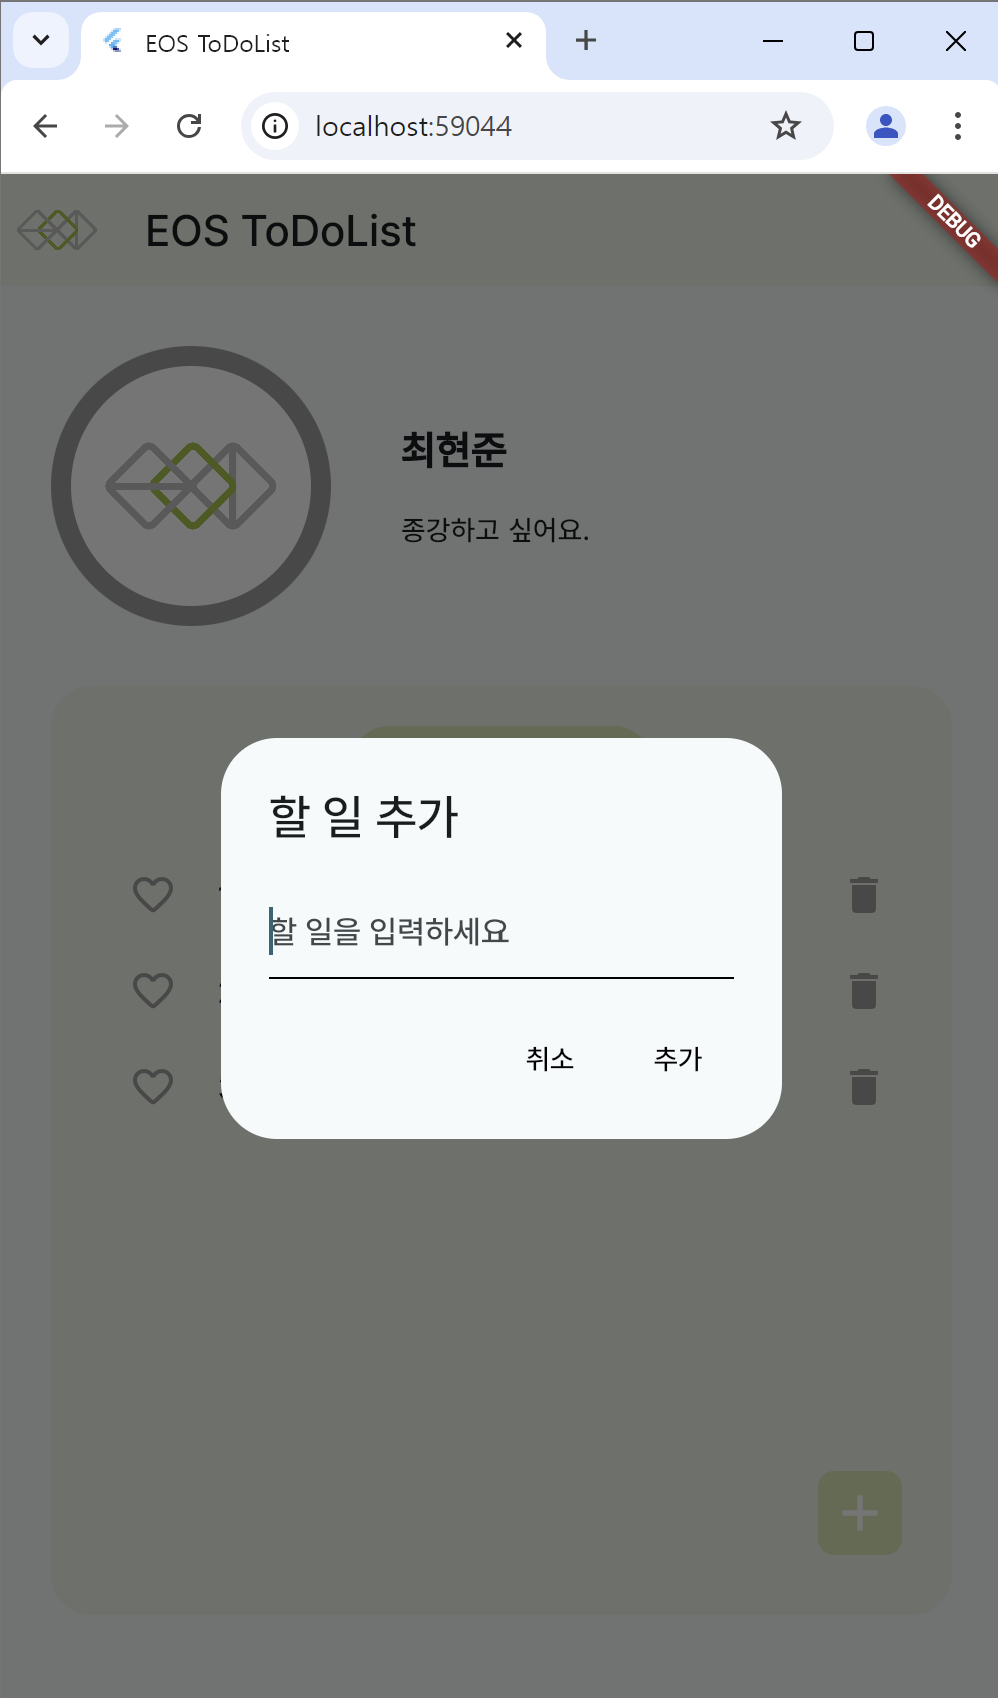 EOS ToDoList
localhost:59044
EOS ToDoList
DEBUG
최현준
종강하고 싶어요.
할 일 추가
할 일을 입력하세요
취소
추가